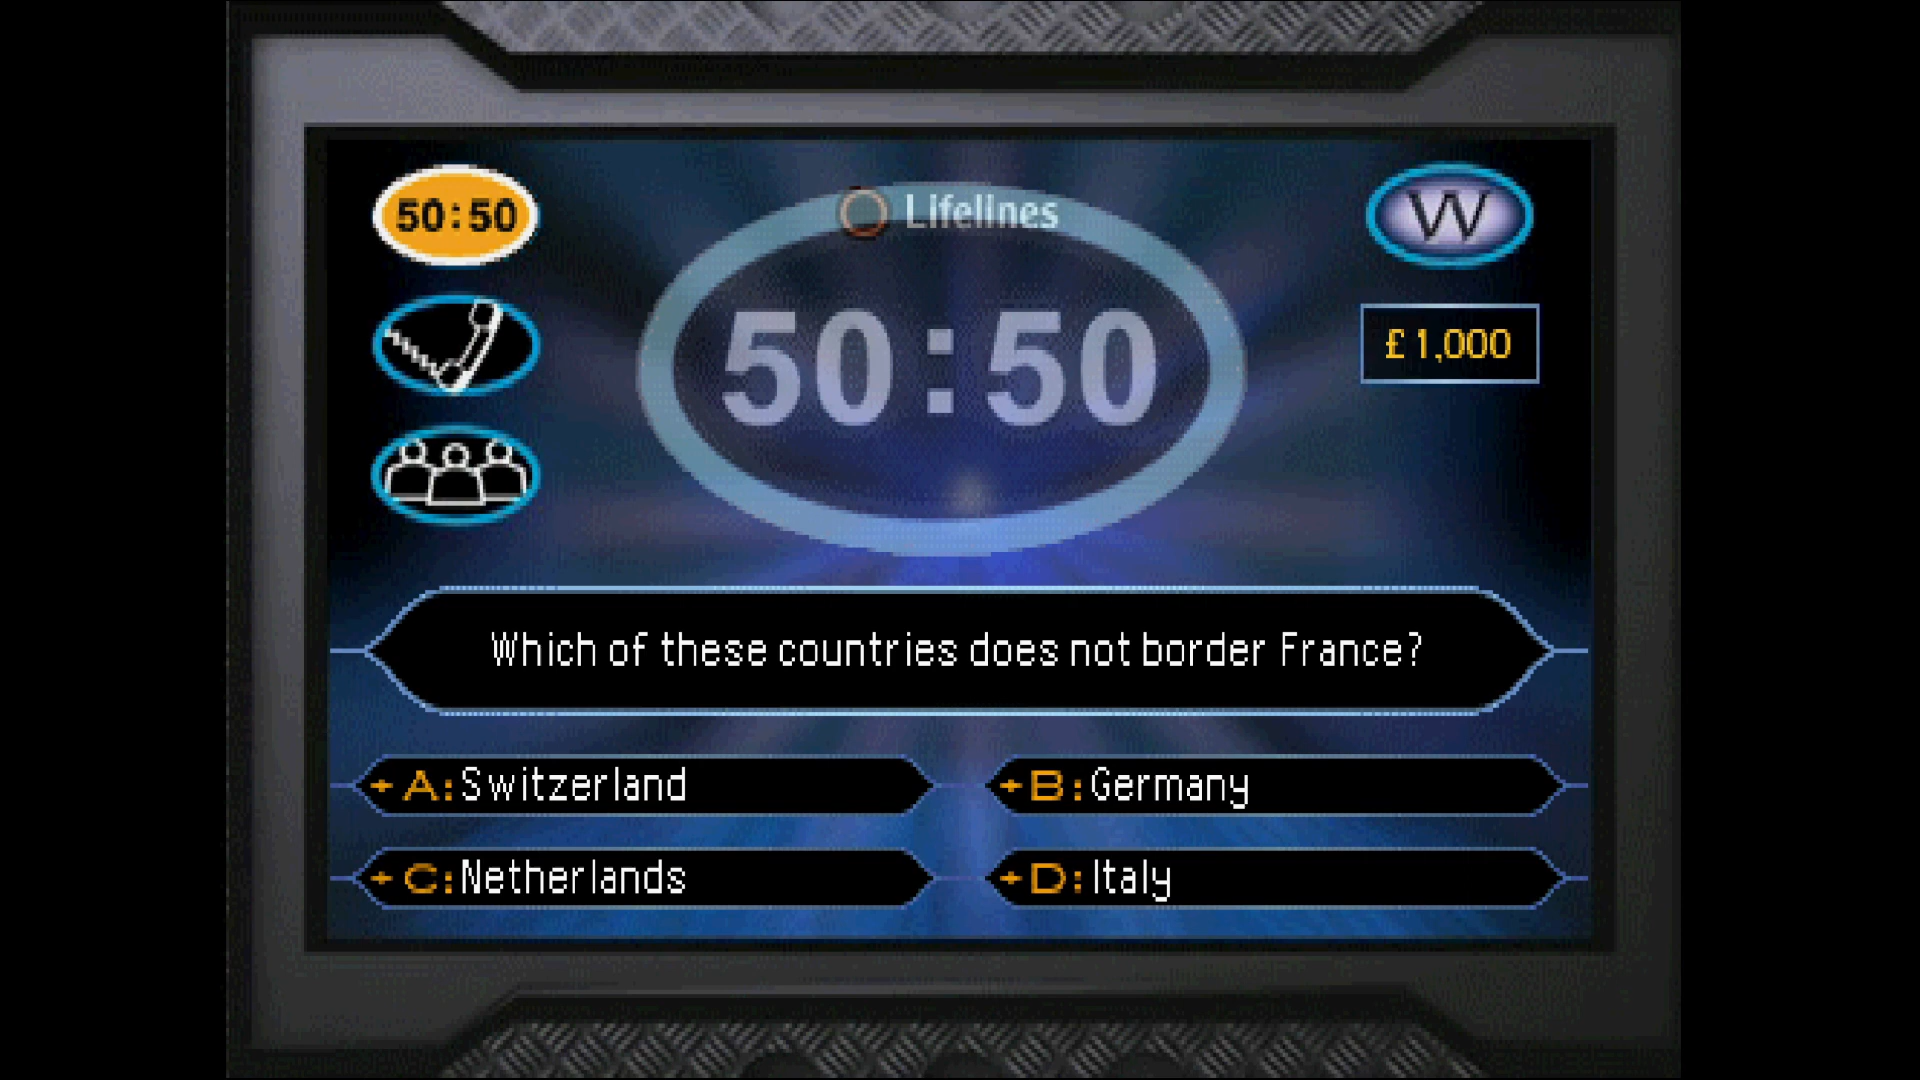 50:50
Lifelines
W
50:50
£1,000
Which of these countries does not border France?
A: Switzerland
B: Germany
C: Netherlands
D: Italy